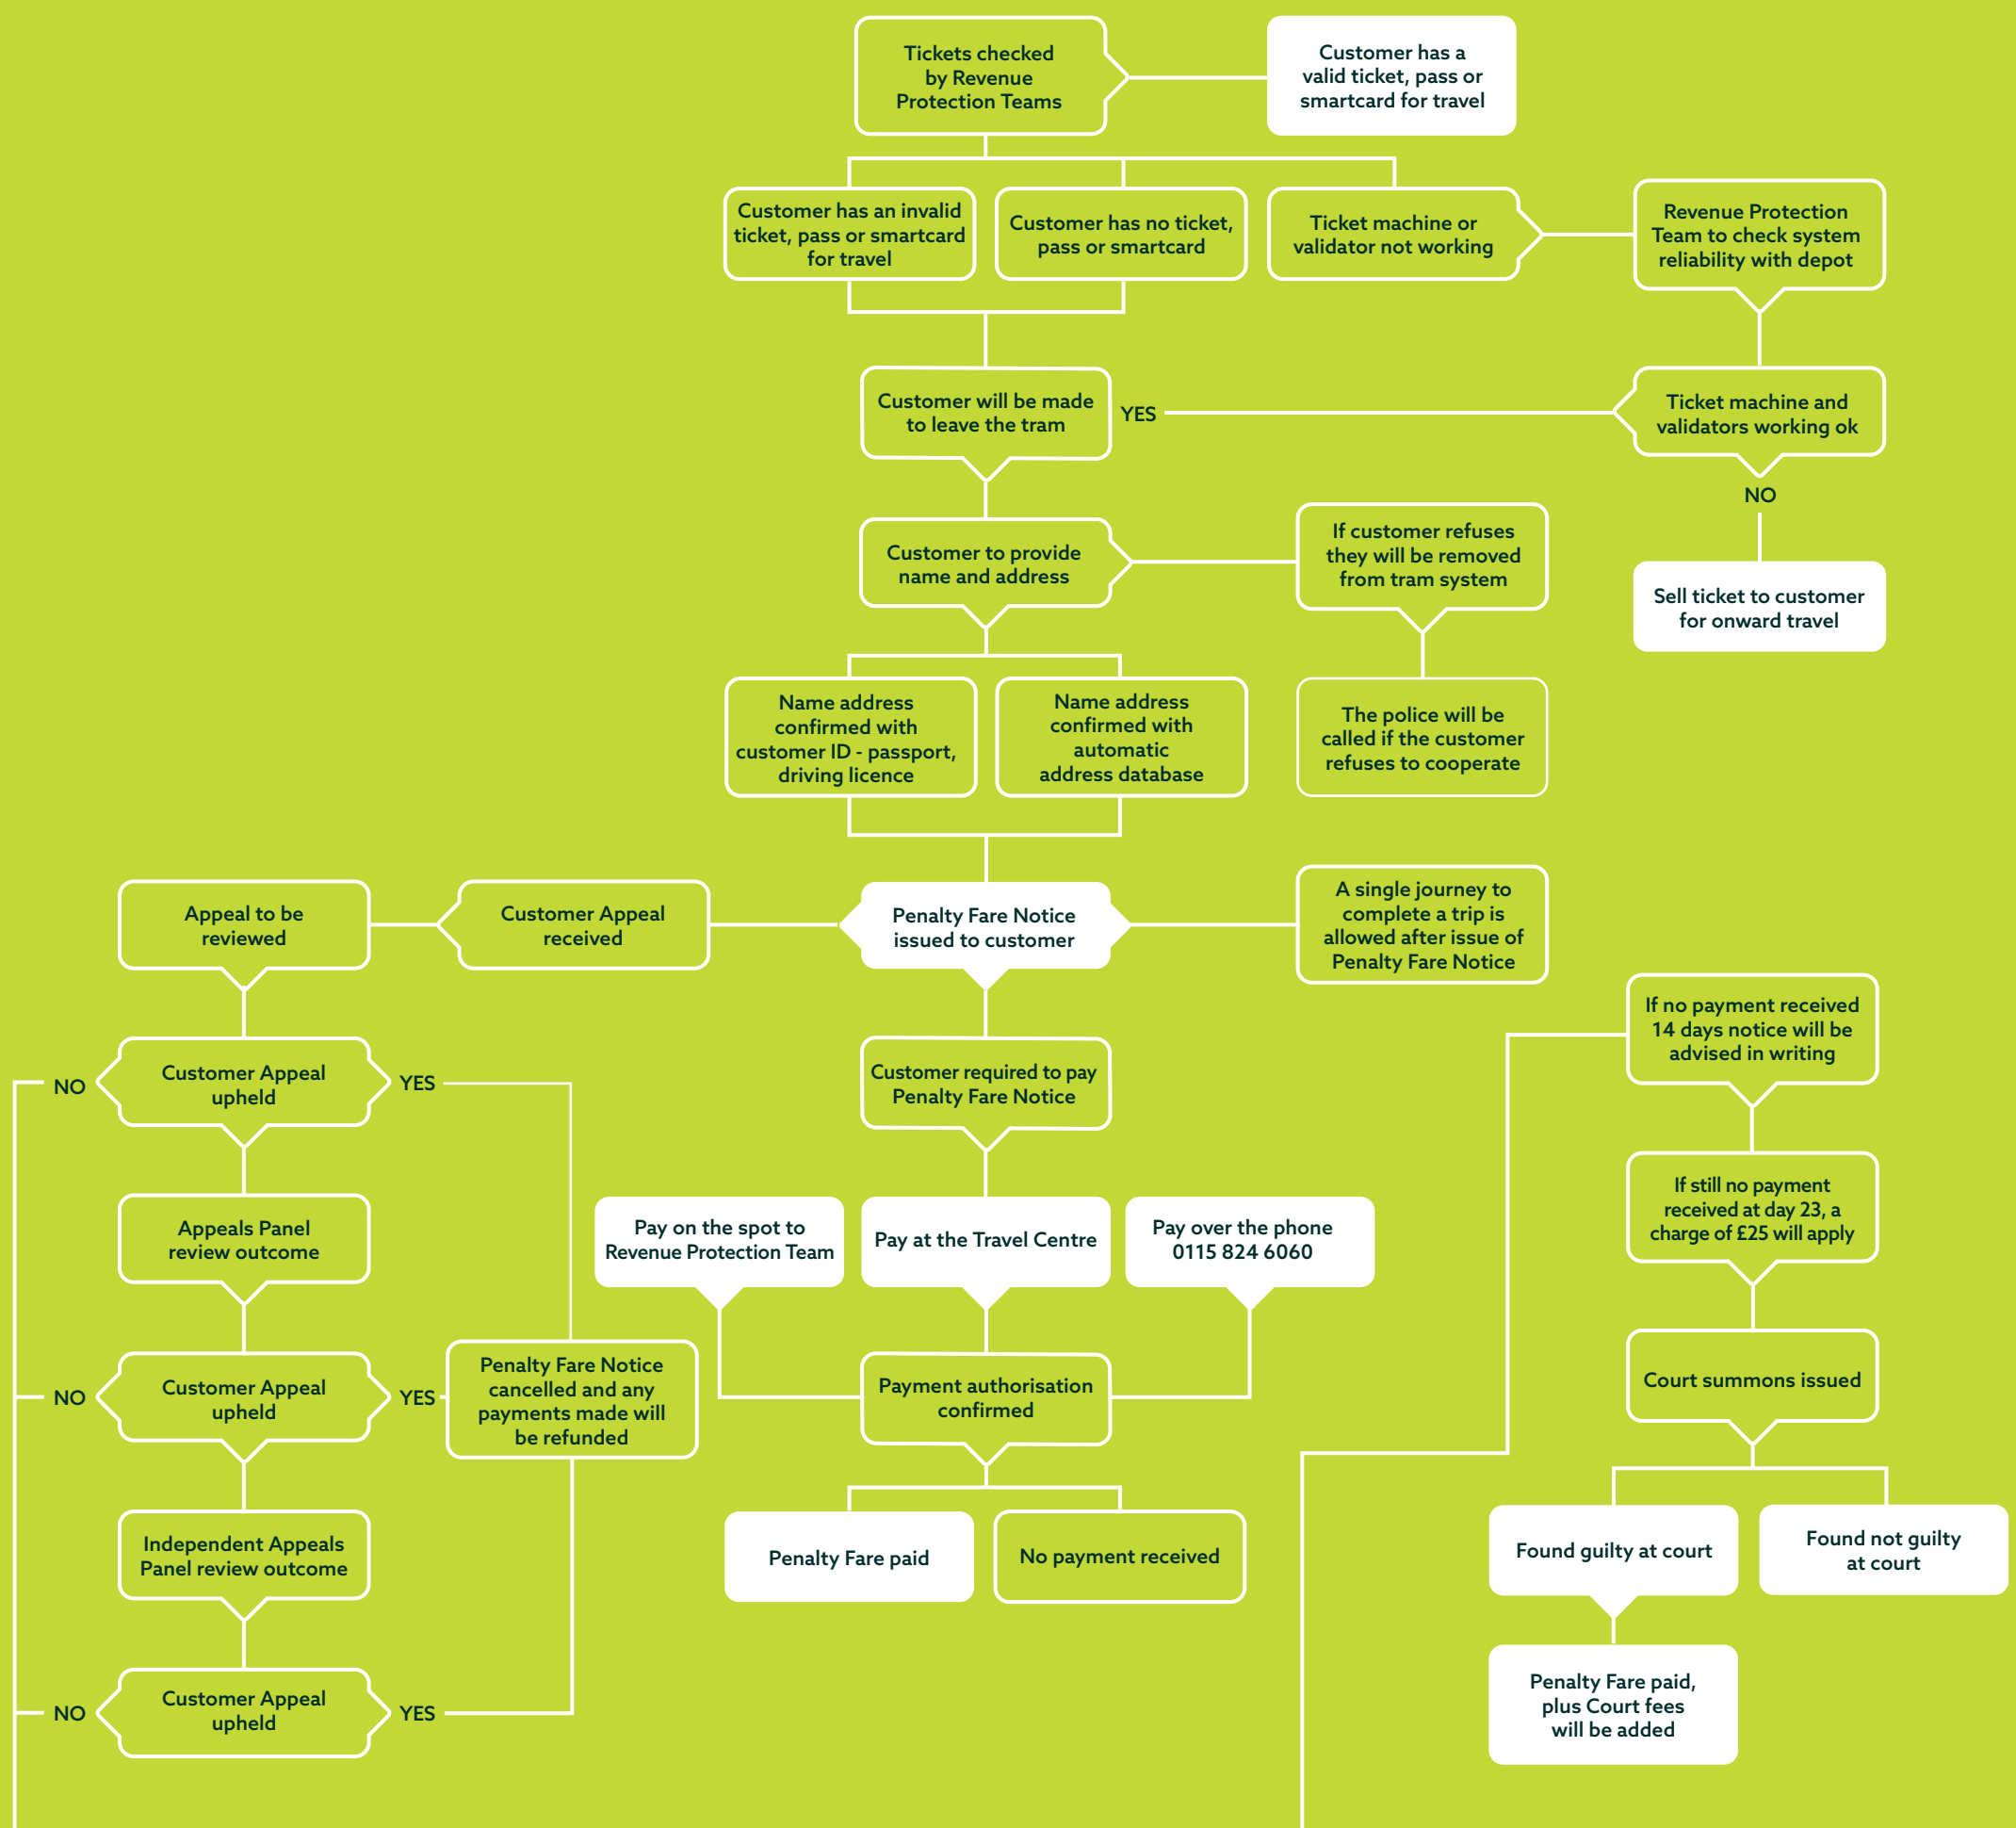 Tickets checked
by Revenue
Protection Teams
Customer has a
valid ticket, pass or
smartcard for travel
Customer has an invalid
ticket, pass or smartcard
for travel
Customer has no ticket,
pass or smartcard
Ticket machine or
validator not working
Revenue Protection
Team to check system
reliability with depot
Customer will be made
to leave the tram
YES
Ticket machine and
validators working ok
NO
Sell ticket to customer
for onward travel
Customer to provide
name and address
If customer refuses
they will be removed
from tram system
Name address
confirmed with
customer ID - passport,
driving licence
Name address
confirmed with
automatic
address database
The police will be
called if the customer
refuses to cooperate
Appeal to be
reviewed
Customer Appeal
received
Penalty Fare Notice
issued to customer
A single journey to
complete a trip is
allowed after issue of
Penalty Fare Notice
If no payment received
14 days notice will be
advised in writing
NO
Customer Appeal
upheld
YES
Customer required to pay
Penalty Fare Notice
If still no payment
received at day 23, a
charge of £25 will apply
Appeals Panel
review outcome
Pay on the spot to
Revenue Protection Team
Pay at the Travel Centre
Pay over the phone
0115 824 6060
NO
Customer Appeal
upheld
YES
Penalty Fare Notice
cancelled and any
payments made will
be refunded
Payment authorisation
confirmed
Court summons issued
Independent Appeals
Panel review outcome
Penalty Fare paid
No payment received
Found guilty at court
Found not guilty
at court
NO
Customer Appeal
upheld
YES
Penalty Fare paid,
plus Court fees
will be added